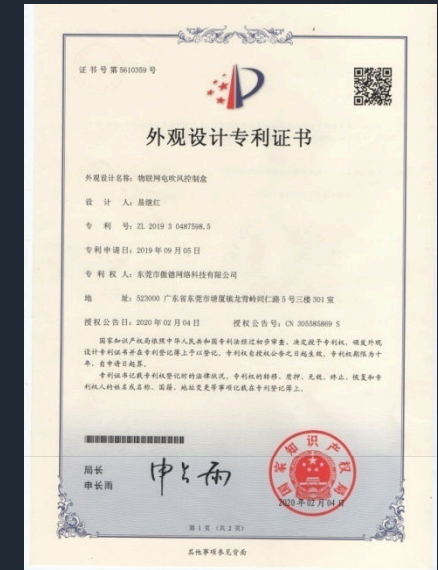 证书号第5610359号
外观设计专利证书
外观设计名称：物联网电吹风控制盒
设计人：易继红
专利号：ZL 2019 3 0487598.5
专利申请日：2019年09月05日
专利权人：东莞市傲德网络科技有限公司
地址：523000 广东省东莞市塘厦镇龙背岭同仁路5号三楼301室
授权公告日：2020年02月04日 授权公告号：CN 305585869 S
国家知识产权局依照中华人民共和国专利法经过初步审查，决定授予专利权，颁发外观
设计专利证书并在专利登记簿上予以登记。专利权自授权公告之日起生效。专利权期限为十
年，自申请日起算。
专利证书记载专利权登记时的法律状况。专利权的转移、质押、无效、终止、恢复和专
利权人的姓名或名称、国籍、地址变更等事项记载在专利登记簿上。
局长
申长雨
申长雨
国家知识产权局
2020年02月04日
第1页（共2页）
其他事项参见背面